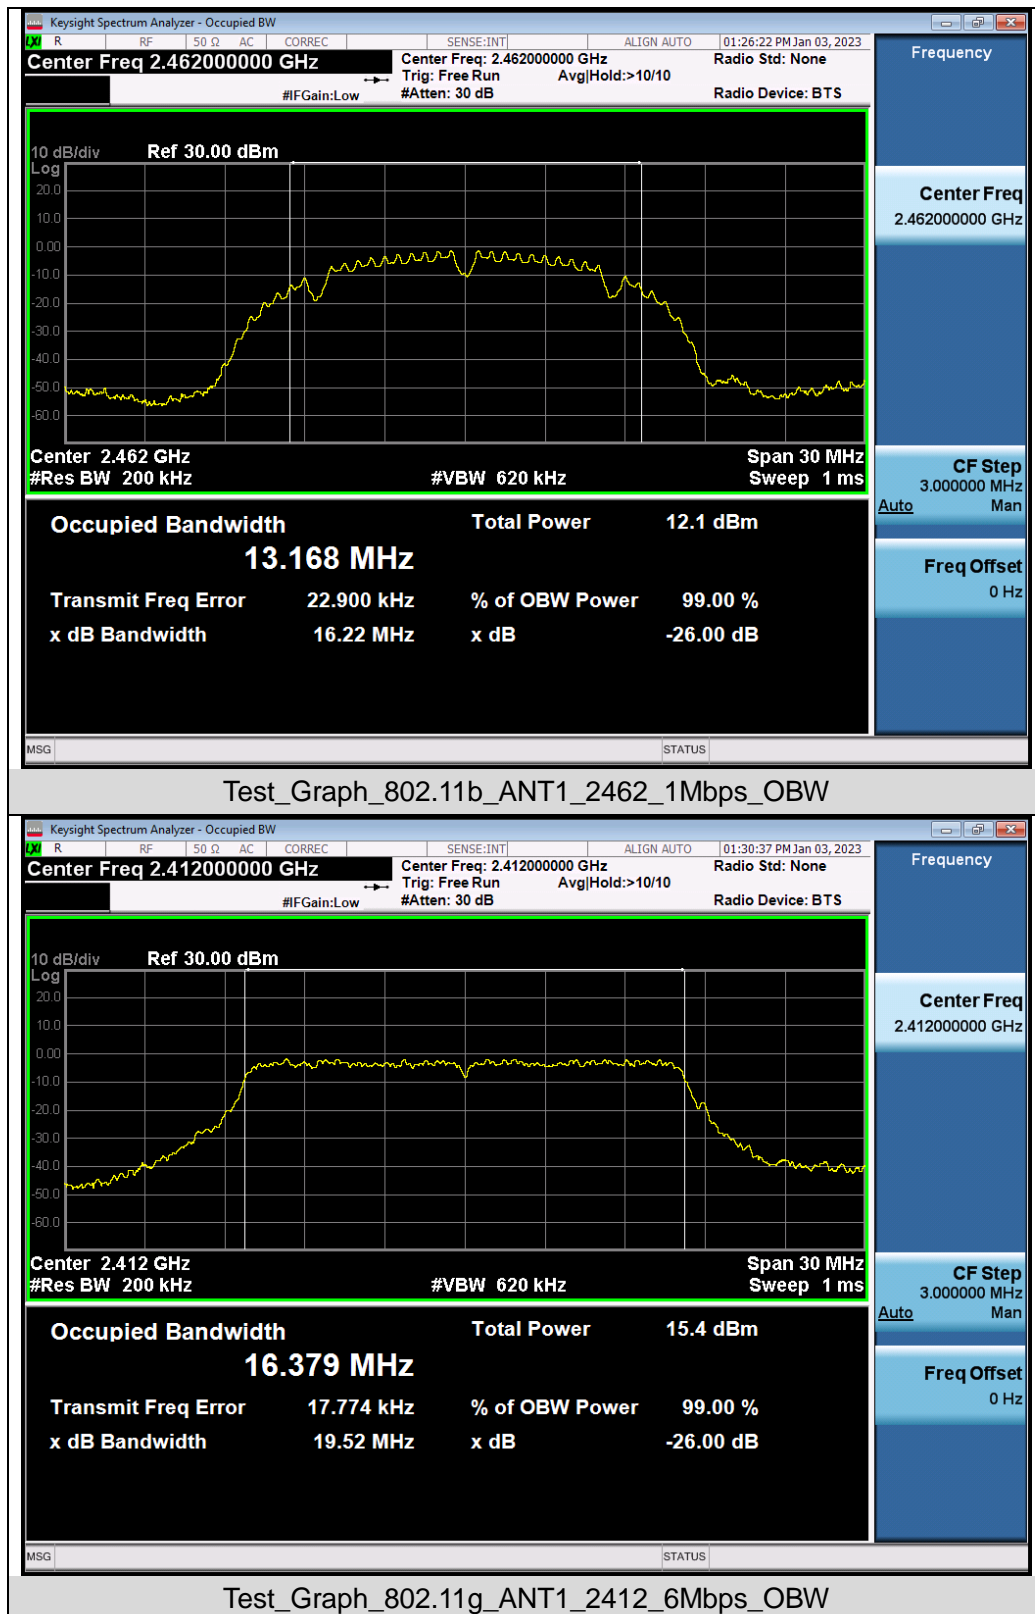 Keysight Spectrum Analyzer - Occupied BW
LXI R RF 50 Ω AC CORREC SENSE:INT ALIGN AUTO 01:26:22 PM Jan 03, 2023
Center Freq 2.462000000 GHz
Center Freq: 2.462000000 GHz Radio Std: None
Trig: Free Run Avg|Hold:>10/10
#IFGain:Low #Atten: 30 dB Radio Device: BTS
Frequency
10 dB/div Ref 30.00 dBm
Log
20.0
10.0
0.00
-10.0
-20.0
-30.0
-40.0
-50.0
-60.0
Center 2.462 GHz Span 30 MHz
#Res BW 200 kHz #VBW 620 kHz Sweep 1 ms
Center Freq
2.462000000 GHz
CF Step
3.000000 MHz
Auto Man
Freq Offset
0 Hz
Occupied Bandwidth Total Power 12.1 dBm
13.168 MHz
Transmit Freq Error 22.900 kHz % of OBW Power 99.00 %
x dB Bandwidth 16.22 MHz x dB -26.00 dB
MSG STATUS
Test_Graph_802.11b_ANT1_2462_1Mbps_OBW
Keysight Spectrum Analyzer - Occupied BW
LXI R RF 50 Ω AC CORREC SENSE:INT ALIGN AUTO 01:30:37 PM Jan 03, 2023
Center Freq 2.412000000 GHz
Center Freq: 2.412000000 GHz Radio Std: None
Trig: Free Run Avg|Hold:>10/10
#IFGain:Low #Atten: 30 dB Radio Device: BTS
Frequency
10 dB/div Ref 30.00 dBm
Log
20.0
10.0
0.00
-10.0
-20.0
-30.0
-40.0
-50.0
-60.0
Center 2.412 GHz Span 30 MHz
#Res BW 200 kHz #VBW 620 kHz Sweep 1 ms
Center Freq
2.412000000 GHz
CF Step
3.000000 MHz
Auto Man
Freq Offset
0 Hz
Occupied Bandwidth Total Power 15.4 dBm
16.379 MHz
Transmit Freq Error 17.774 kHz % of OBW Power 99.00 %
x dB Bandwidth 19.52 MHz x dB -26.00 dB
MSG STATUS
Test_Graph_802.11g_ANT1_2412_6Mbps_OBW